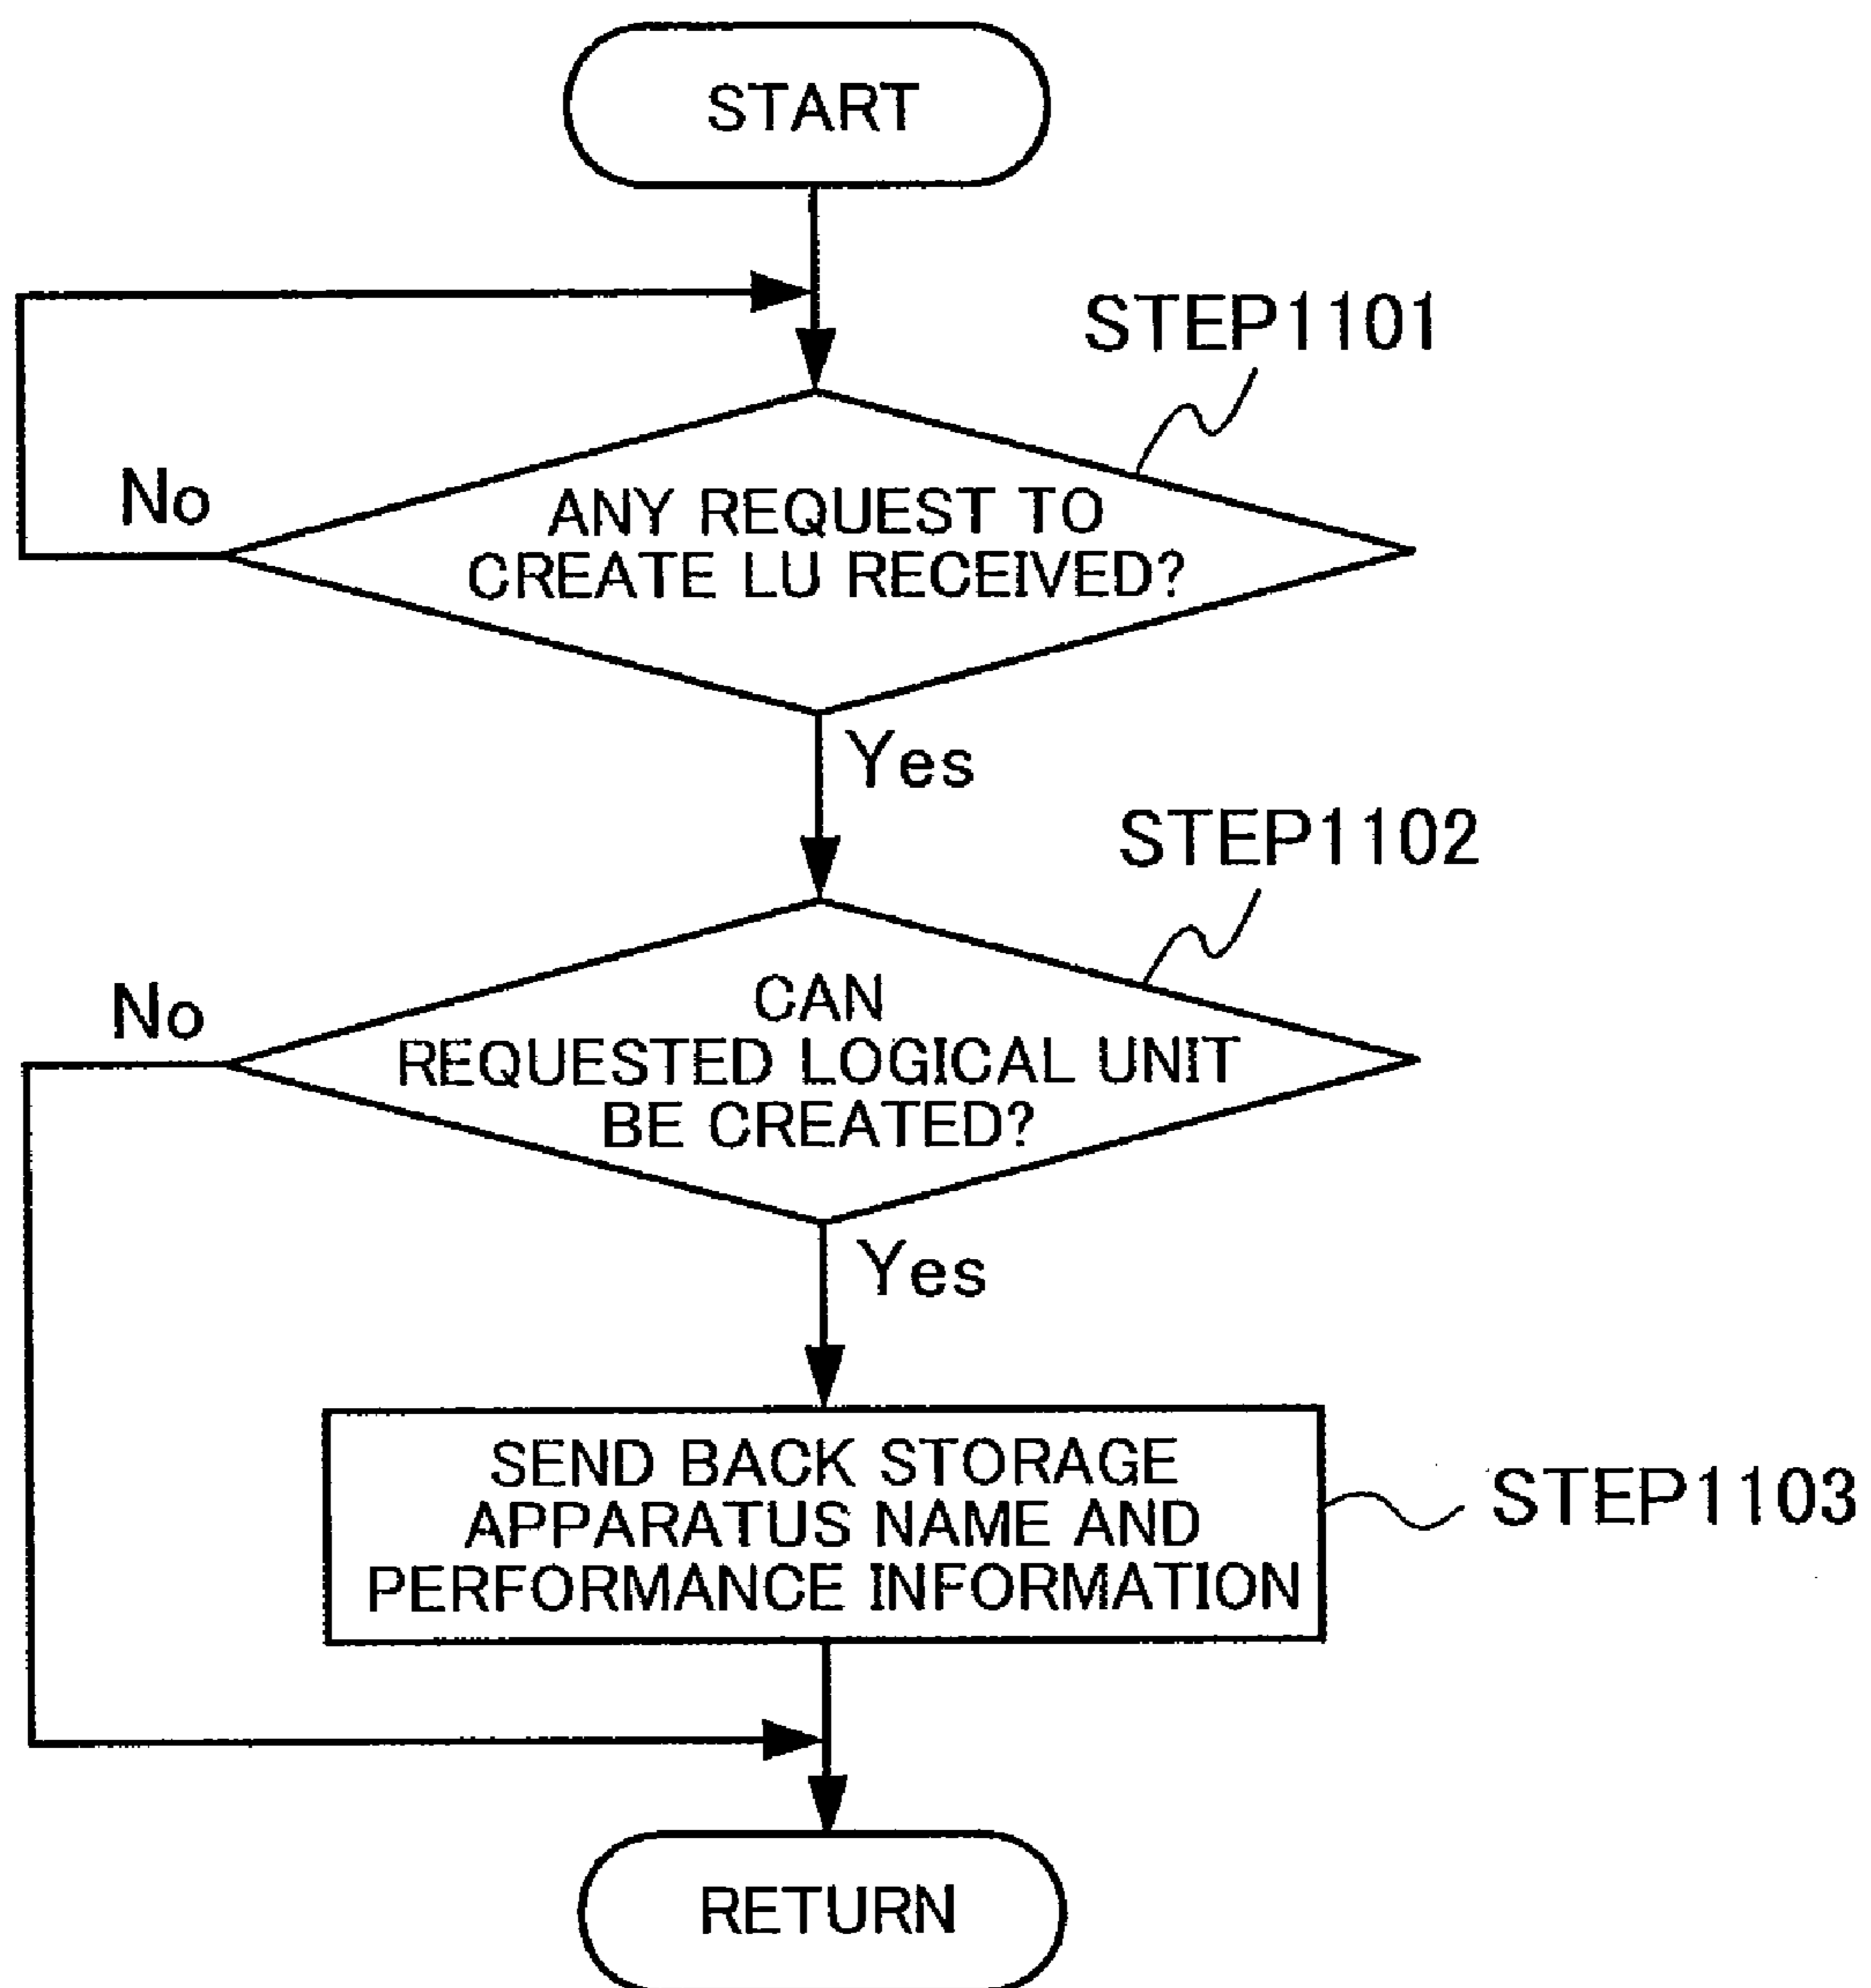 START
STEP1101
No
ANY REQUEST TO
CREATE LU RECEIVED?
Yes
STEP1102
No
CAN
REQUESTED LOGICAL UNIT
BE CREATED?
Yes
SEND BACK STORAGE
APPARATUS NAME AND
PERFORMANCE INFORMATION
STEP1103
RETURN